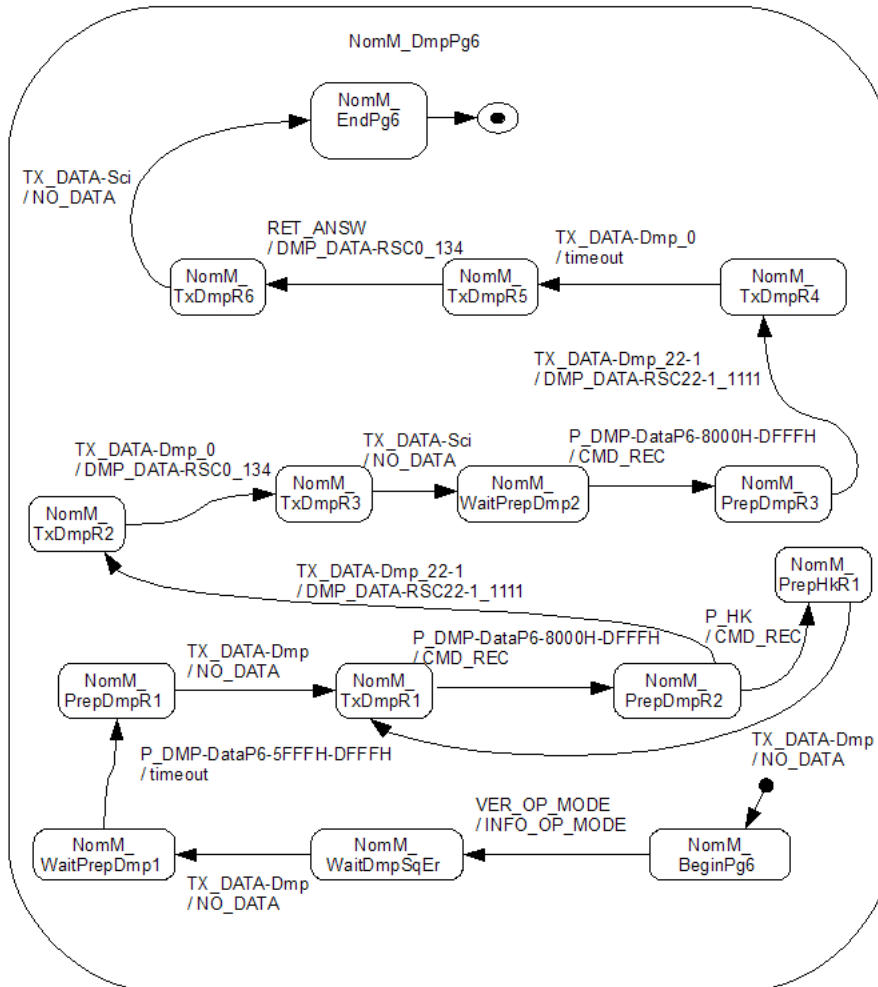 NomM_DmpPg6
NomM_
EndPg6
TX_DATA-Sci
/ NO_DATA
RET_ANSW
/ DMP_DATA-RSC0_134
TX_DATA-Dmp_0
/ timeout
NomM_
TxDmpR6
NomM_
TxDmpR5
NomM_
TxDmpR4
TX_DATA-Dmp_22-1
/ DMP_DATA-RSC22-1_1111
TX_DATA-Dmp_0
/ DMP_DATA-RSC0_134
TX_DATA-Sci
/ NO_DATA
P_DMP-DataP6-8000H-DFFFH
/ CMD_REC
NomM_
TxDmpR2
NomM_
TxDmpR3
NomM_
WaitPrepDmp2
NomM_
PrepDmpR3
TX_DATA-Dmp_22-1
/ DMP_DATA-RSC22-1_1111
NomM_
PrepHkR1
P_HK
/ CMD_REC
TX_DATA-Dmp
/ NO_DATA
P_DMP-DataP6-8000H-DFFFH
/ CMD_REC
NomM_
PrepDmpR1
NomM_
TxDmpR1
NomM_
PrepDmpR2
P_DMP-DataP6-5FFFH-DFFFH
/ timeout
TX_DATA-Dmp
/ NO_DATA
VER_OP_MODE
/ INFO_OP_MODE
NomM_
WaitPrepDmp1
NomM_
WaitDmpSqEr
NomM_
BeginPg6
TX_DATA-Dmp
/ NO_DATA